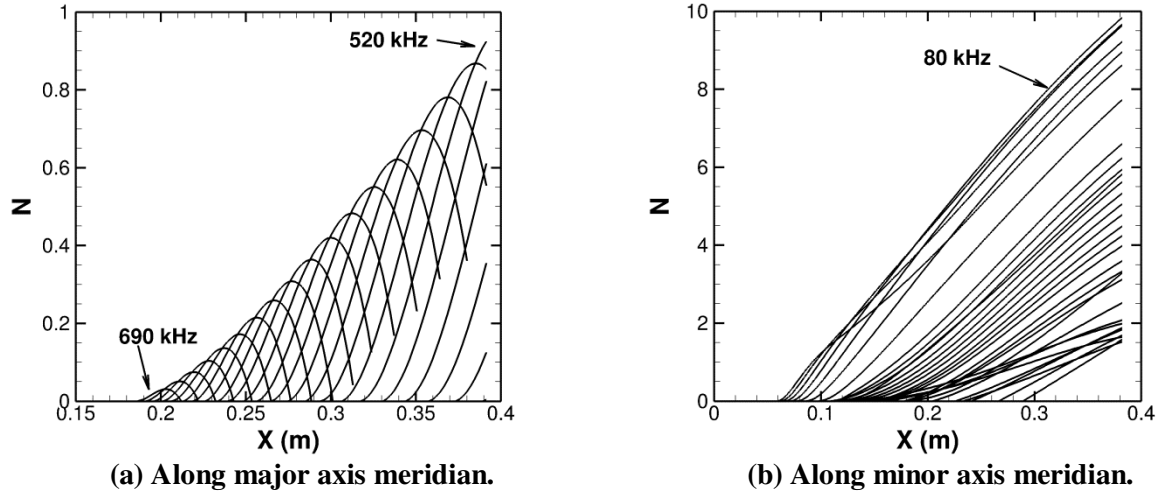 1
0.8
0.6
0.4
0.2
0
N
520 kHz
690 kHz
0.15 0.2 0.25 0.3 0.35 0.4
X (m)
(a) Along major axis meridian.
10
8
6
4
2
0
N
80 kHz
0 0.1 0.2 0.3 0.4
X (m)
(b) Along minor axis meridian.